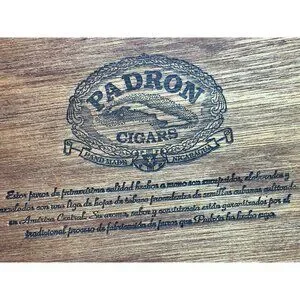 PADRON
CIGARS
HAND MADE NICARAGUA
Estos puros de primerísima calidad hechos a mano son escogidos, elaborados y
enrolados con una liga de hojas de tabaco procedentes de semillas cubanas cultivado
en América Central. Su aroma, sabor y consistencia están garantizados por el
tradicional proceso de fabricación de puros que Padrón ha hecho suyo.